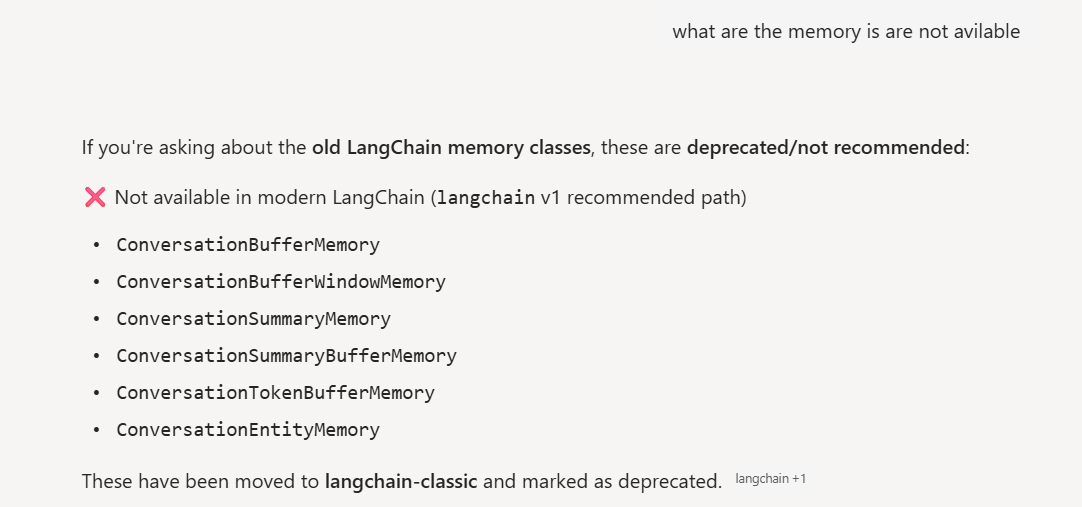 what are the memory is are not avilable
If you're asking about the old LangChain memory classes, these are deprecated/not recommended:
❌ Not available in modern LangChain (langchain v1 recommended path)
• ConversationBufferMemory
• ConversationBufferWindowMemory
• ConversationSummaryMemory
• ConversationSummaryBufferMemory
• ConversationTokenBufferMemory
• ConversationEntityMemory
These have been moved to langchain-classic and marked as deprecated. langchain +1